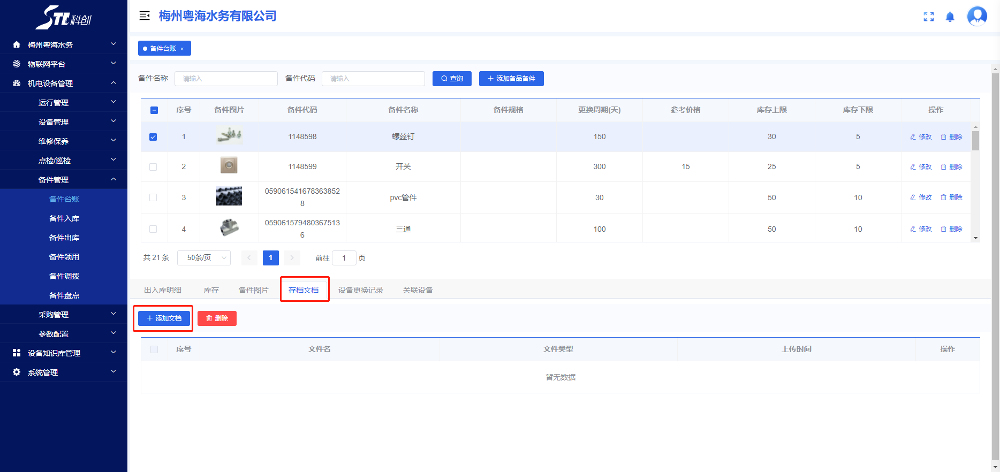 STL科创
梅州粤海水务有限公司
梅州粤海水务
物联网平台
机电设备管理
运行管理
设备管理
维修保养
点检/巡检
备件管理
备件台账
备件入库
备件出库
备件领用
备件调拨
备件盘点
采购管理
参数配置
设备知识库管理
系统管理
备件台账 ×
备件名称 请输入 备件代码 请输入 查询 添加备品备件
序号 备件图片 备件代码 备件名称 备件规格 更换周期(天) 参考价格 库存上限 库存下限 操作
1 1148598 螺丝钉 150 30 5 修改 删除
2 1148599 开关 300 15 25 5 修改 删除
3 059061541678363852
8 pvc管件 30 50 10 修改 删除
4 059061579480367513
6 三通 100 50 10 修改 删除
共 21 条 50条/页 1 前往 1 页
出入库明细 库存 备件图片 存档文档 设备更换记录 关联设备
添加文档 删除
序号 文件名 文件类型 上传时间 操作
暂无数据